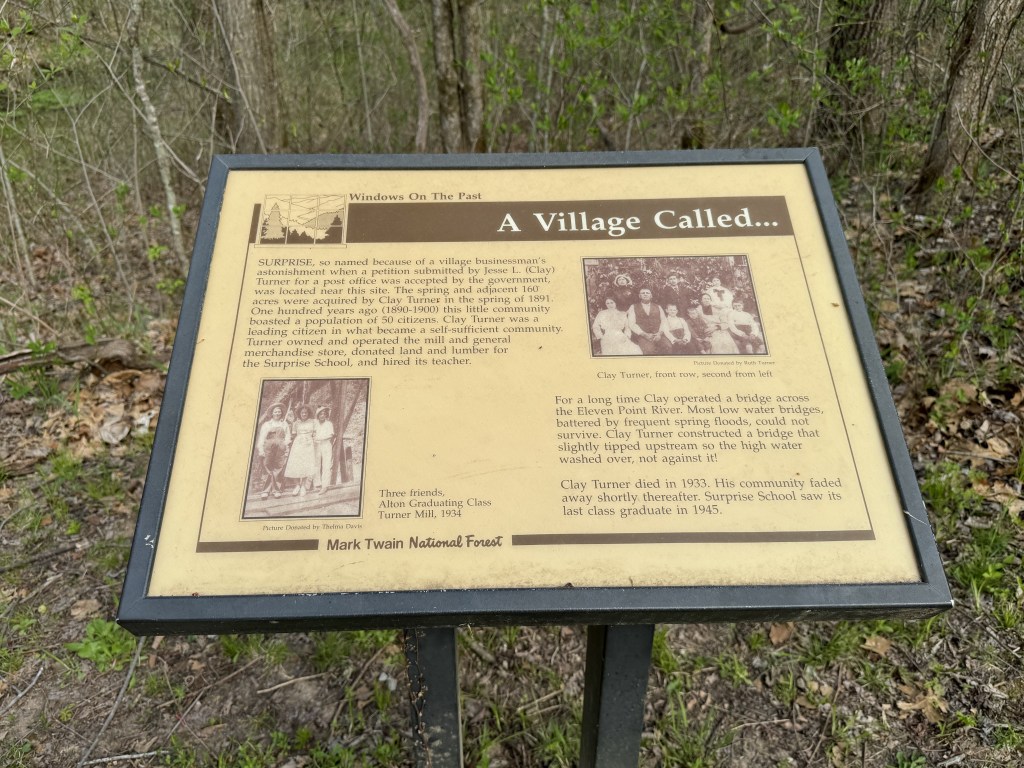 Windows On The Past
A Village Called...
SURPRISE, so named because of a village businessman's
astonishment when a petition submitted by Jesse L. (Clay)
Turner for a post office was accepted by the government,
was located near this site. The spring and adjacent 160
acres were acquired by Clay Turner in the spring of 1891.
One hundred years ago (1890-1900) this little community
boasted a population of 50 citizens. Clay Turner was a
leading citizen in what became a self-sufficient community.
Turner owned and operated the mill and general
merchandise store, donated land and lumber for
the Surprise School, and hired its teacher.
Picture Donated by Thelma Davis
Three friends,
Alton Graduating Class
Turner Mill, 1934
Picture Donated by Ruth Turner
Clay Turner, front row, second from left
For a long time Clay operated a bridge across
the Eleven Point River. Most low water bridges,
battered by frequent spring floods, could not
survive. Clay Turner constructed a bridge that
slightly tipped upstream so the high water
washed over, not against it!
Clay Turner died in 1933. His community faded
away shortly thereafter. Surprise School saw its
last class graduate in 1945.
Mark Twain National Forest